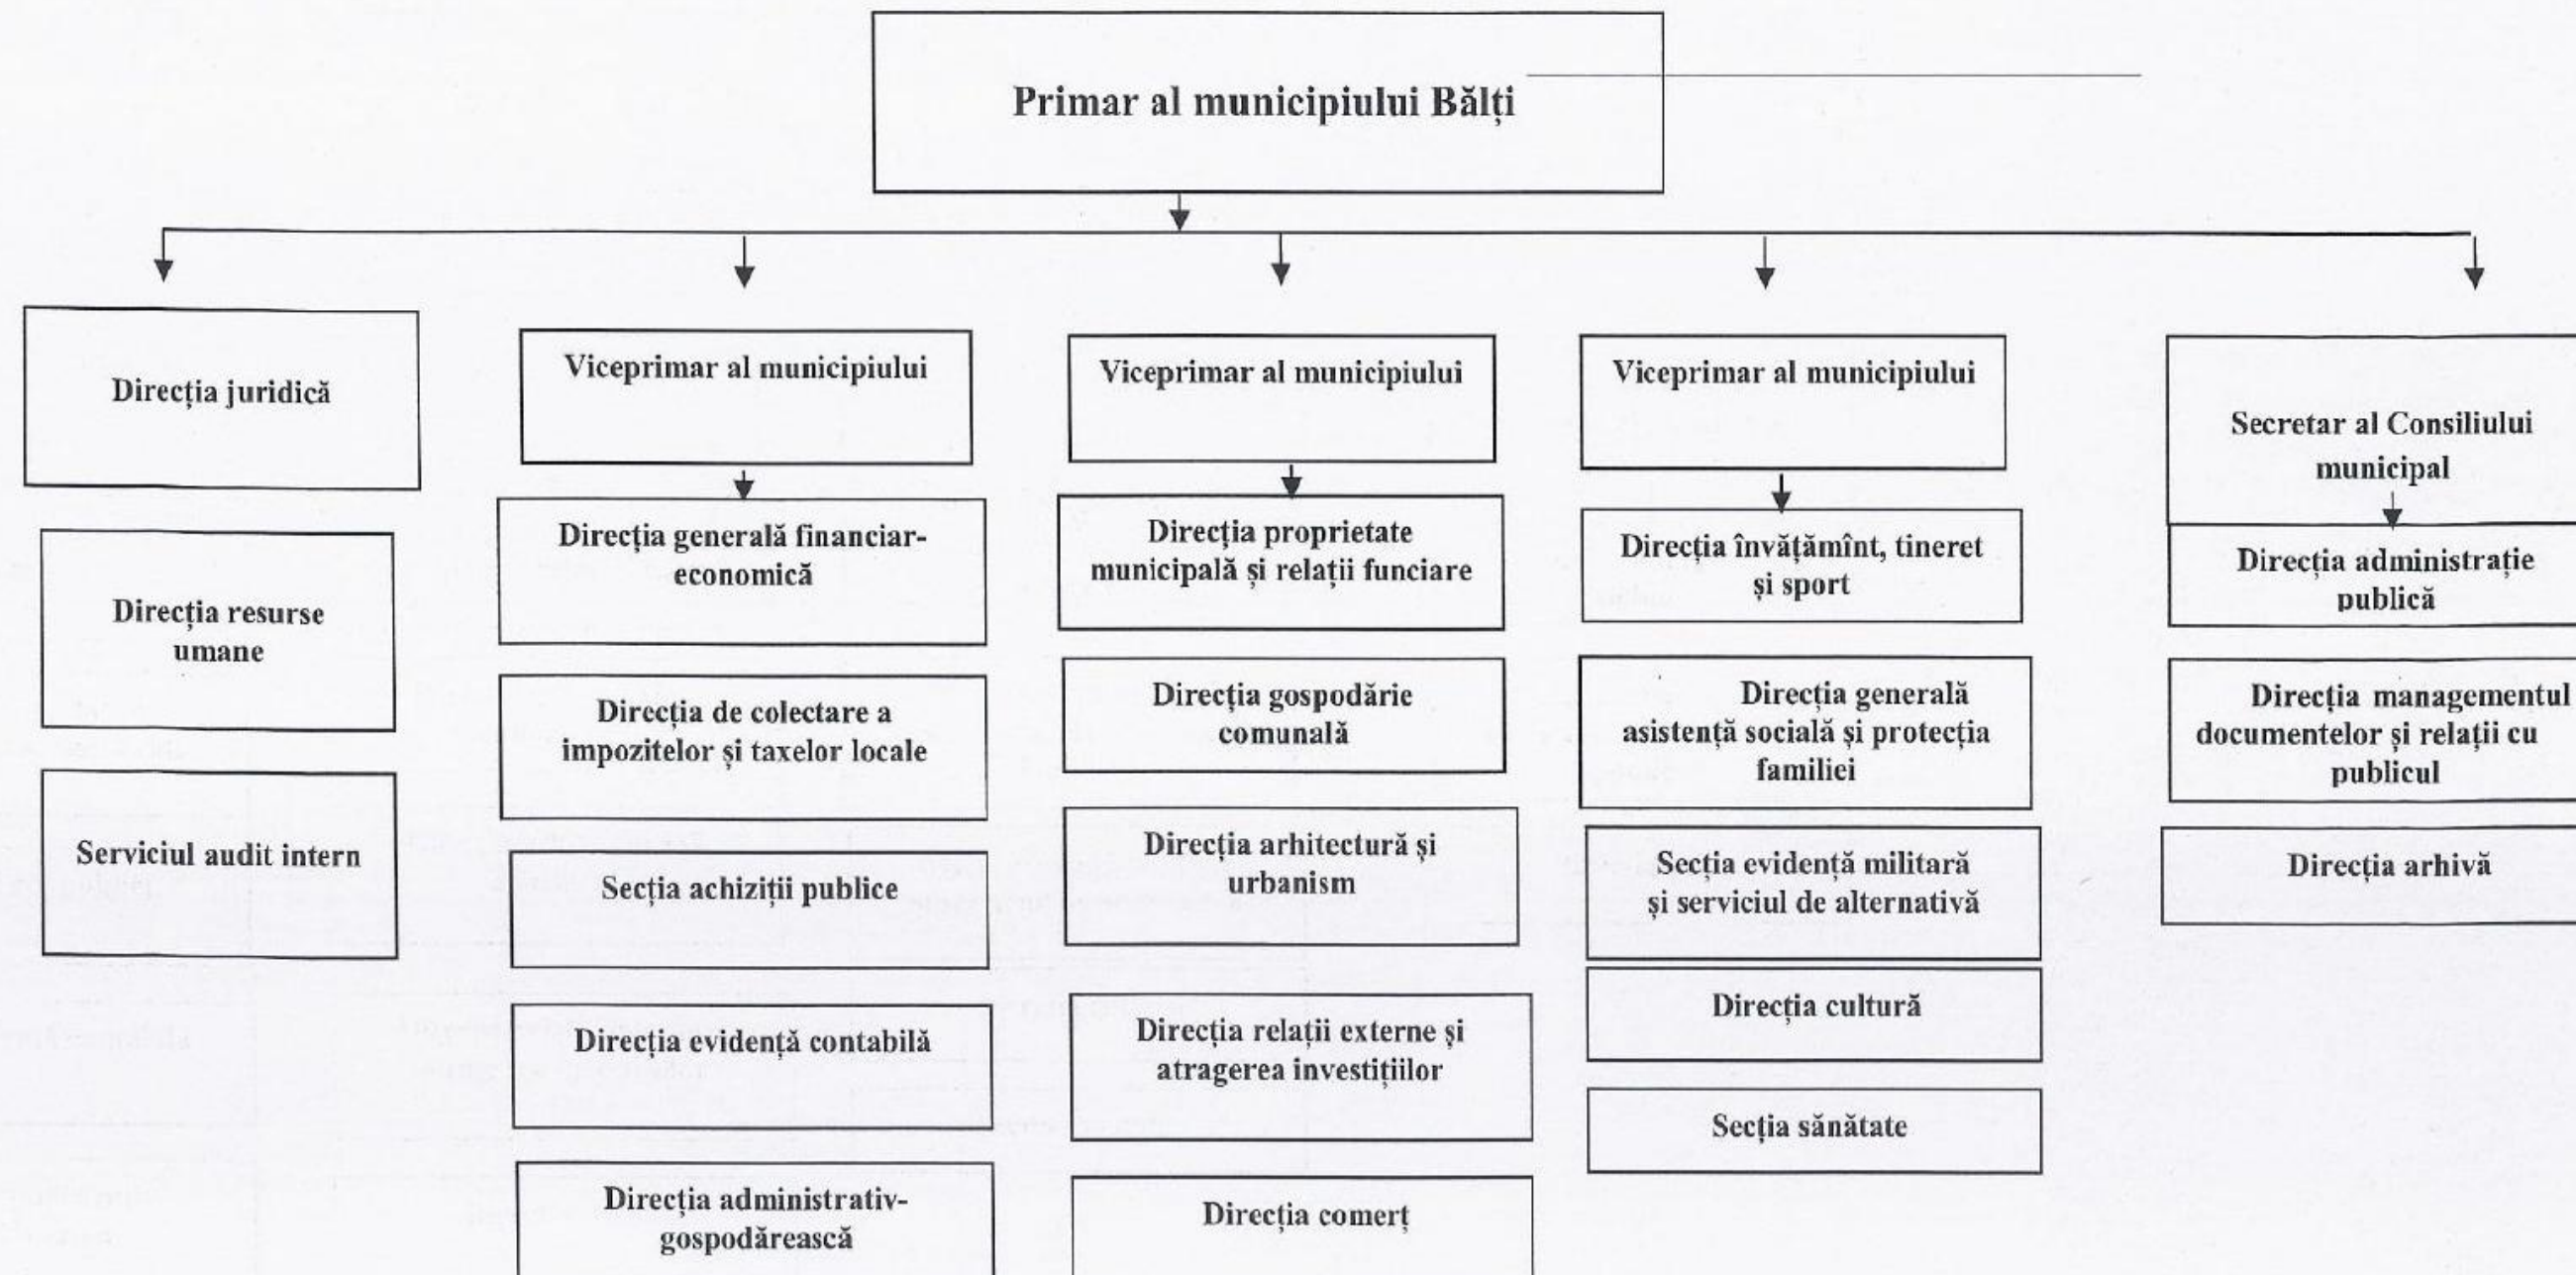 Primar al municipiului Bălți
Direcția juridică
Direcția resurse
umane
Serviciul audit intern
Viceprimar al municipiului
Direcția generală financiar-
economică
Direcția de colectare a
impozitelor și taxelor locale
Secția achiziții publice
Direcția evidență contabilă
Direcția administrativ-
gospodărească
Viceprimar al municipiului
Direcția proprietate
municipală și relații funciare
Direcția gospodărie
comunală
Direcția arhitectură și
urbanism
Direcția relații externe și
atragerea investițiilor
Direcția comerț
Viceprimar al municipiului
Direcția învățămînt, tineret
și sport
Direcția generală
asistență socială și protecția
familiei
Secția evidență militară
și serviciul de alternativă
Direcția cultură
Secția sănătate
Secretar al Consiliului
municipal
Direcția administrație
publică
Direcția managementul
documentelor și relații cu
publicul
Direcția arhivă